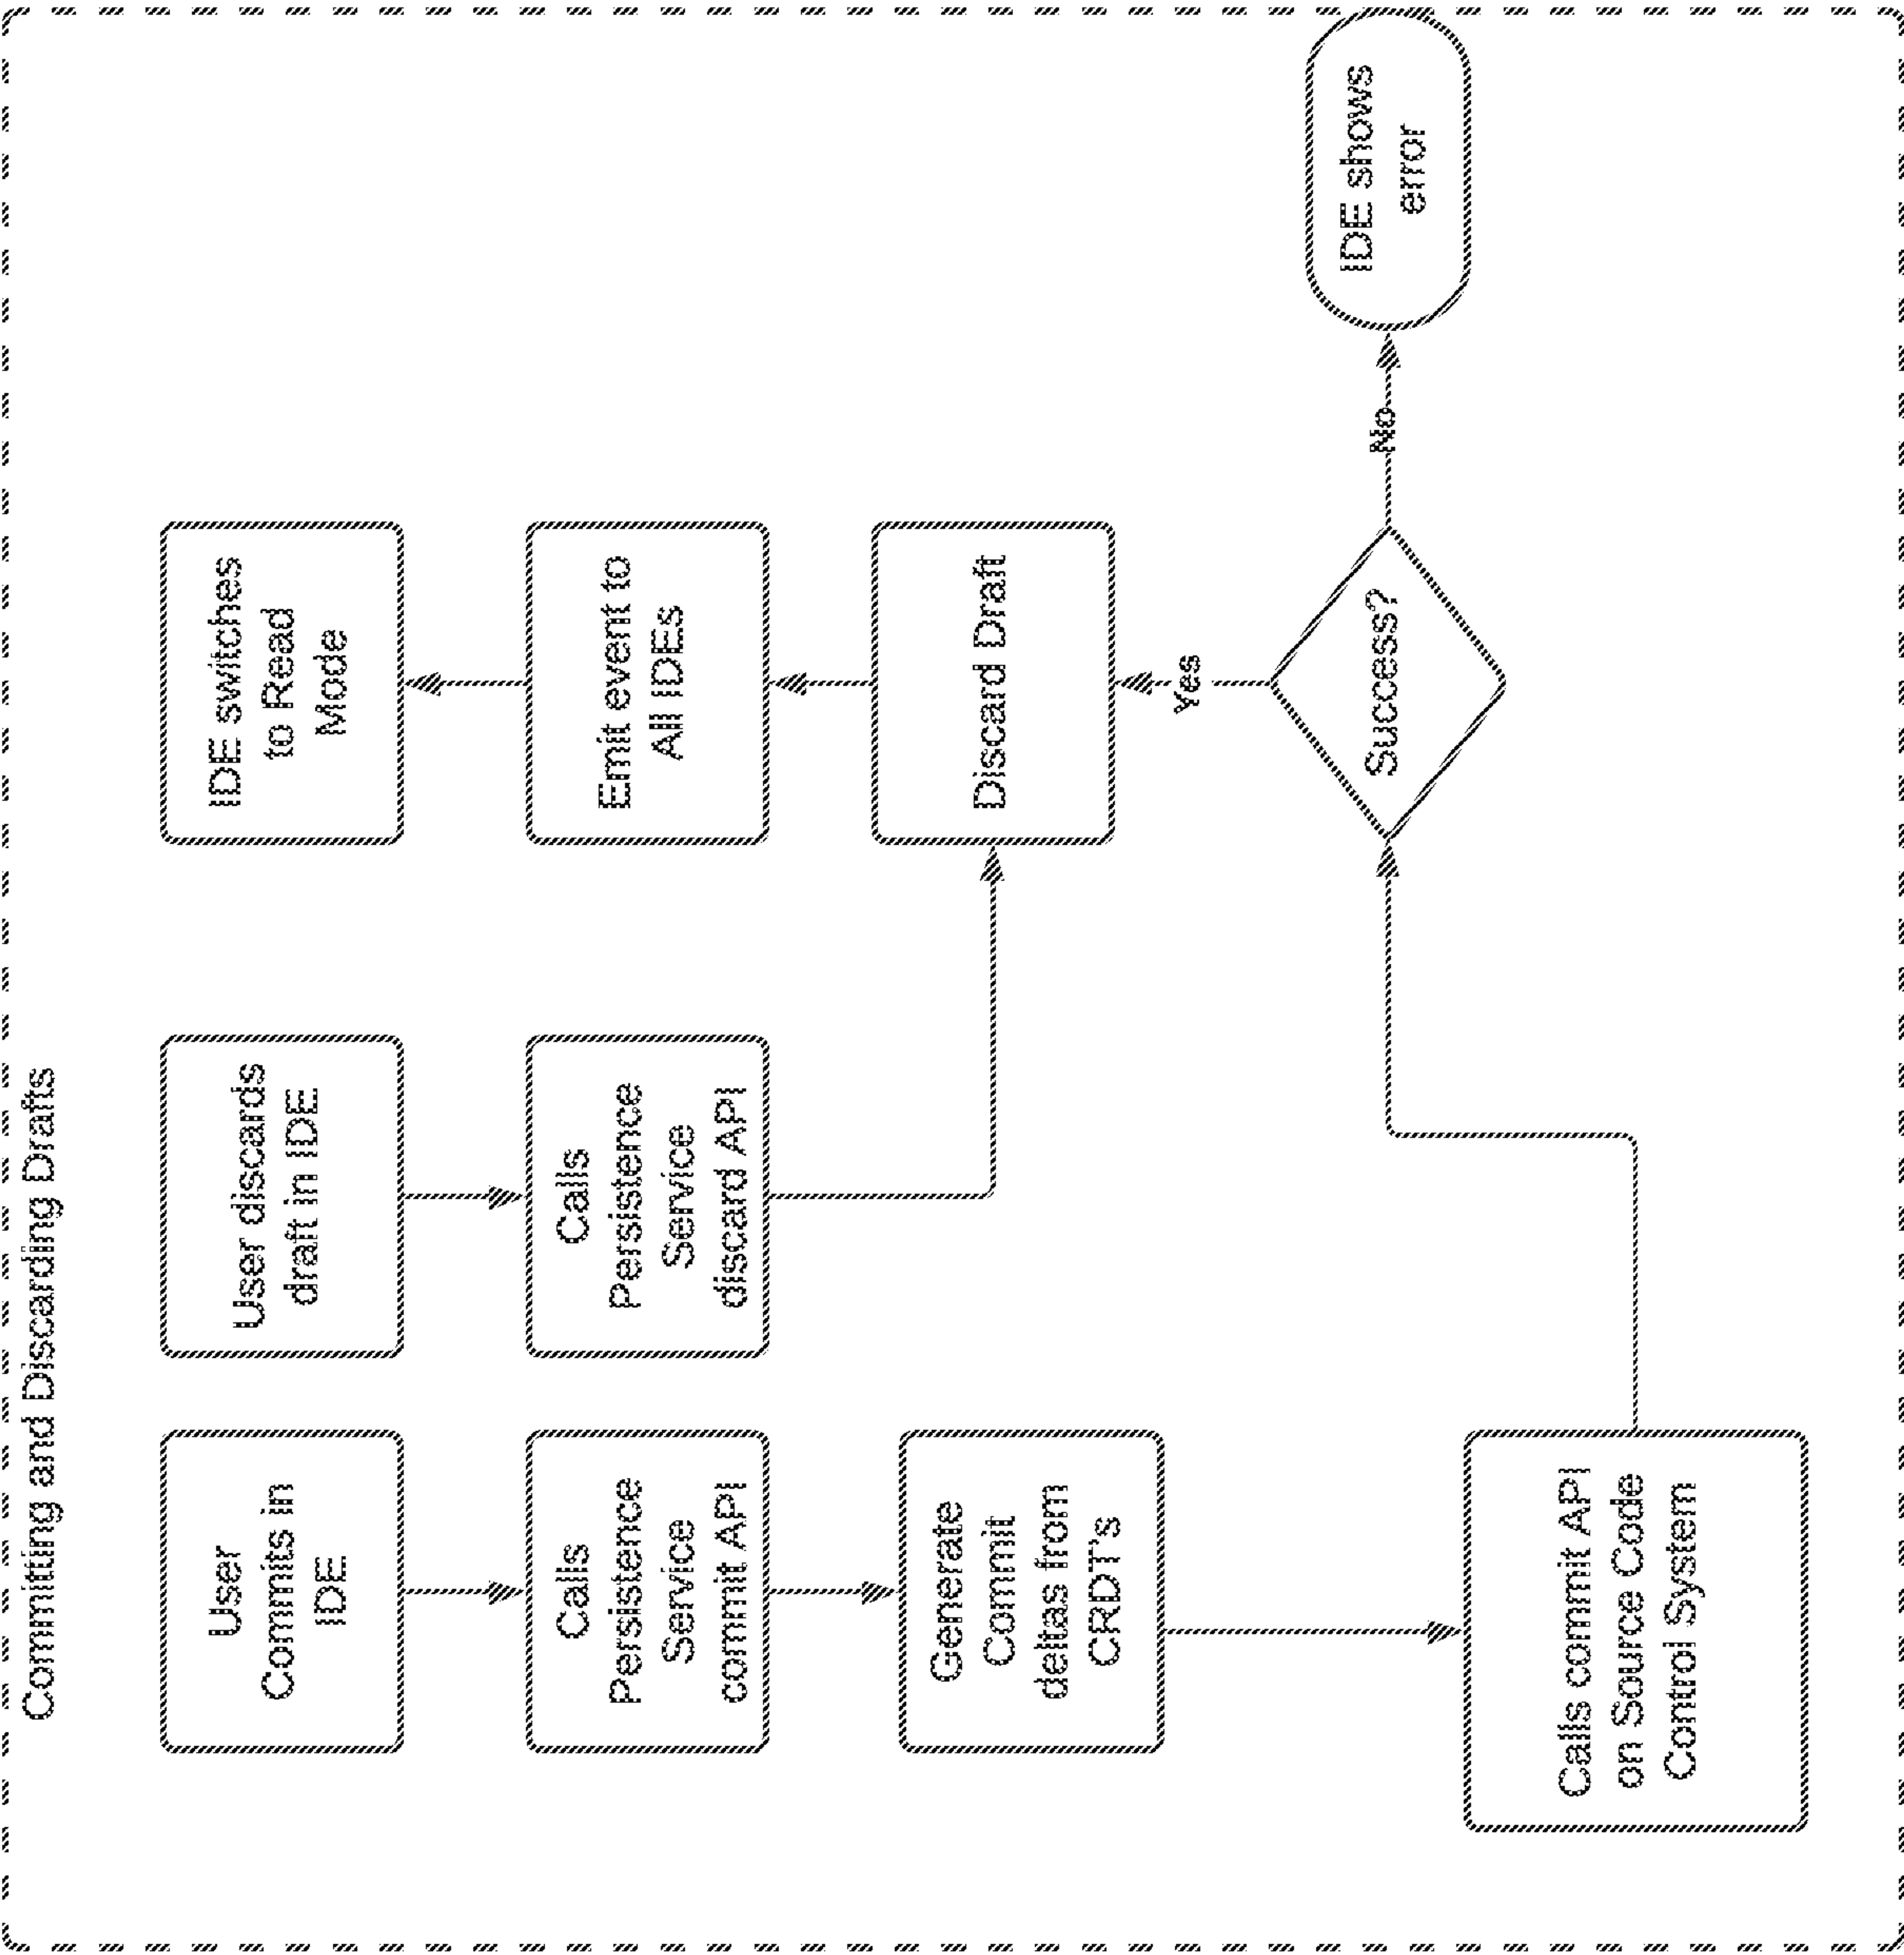 Committing and Discarding Drafts
User
Commits in
IDE
Calls
Persistence
Service
commit API
Generate
Commit
deltas from
CRDT's
Calls commit API
on Source Code
Control System
User discards
draft in IDE
Calls
Persistence
Service
discard API
IDE switches
to Read
Mode
Emit event to
All IDEs
Discard Draft
Yes
Success?
No
IDE shows
error